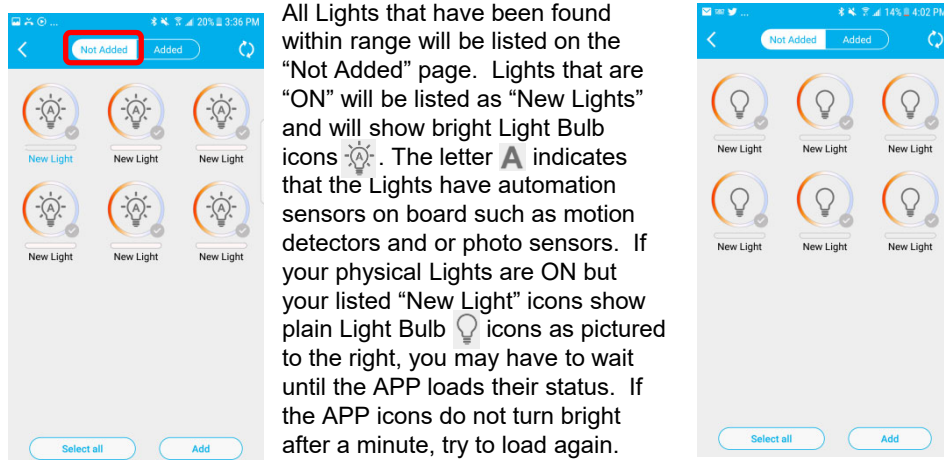 20% 3:36 PM
Not Added Added
A A A
New Light New Light New Light
A A A
New Light New Light New Light
Select all Add
All Lights that have been found
within range will be listed on the
“Not Added” page. Lights that are
“ON” will be listed as “New Lights”
and will show bright Light Bulb
icons A . The letter A indicates
that the Lights have automation
sensors on board such as motion
detectors and or photo sensors. If
your physical Lights are ON but
your listed “New Light” icons show
plain Light Bulb icons as pictured
to the right, you may have to wait
until the APP loads their status. If
the APP icons do not turn bright
after a minute, try to load again.
... 14% 4:02 PM
Not Added Added
New Light New Light New Light
New Light New Light New Light
Select all Add